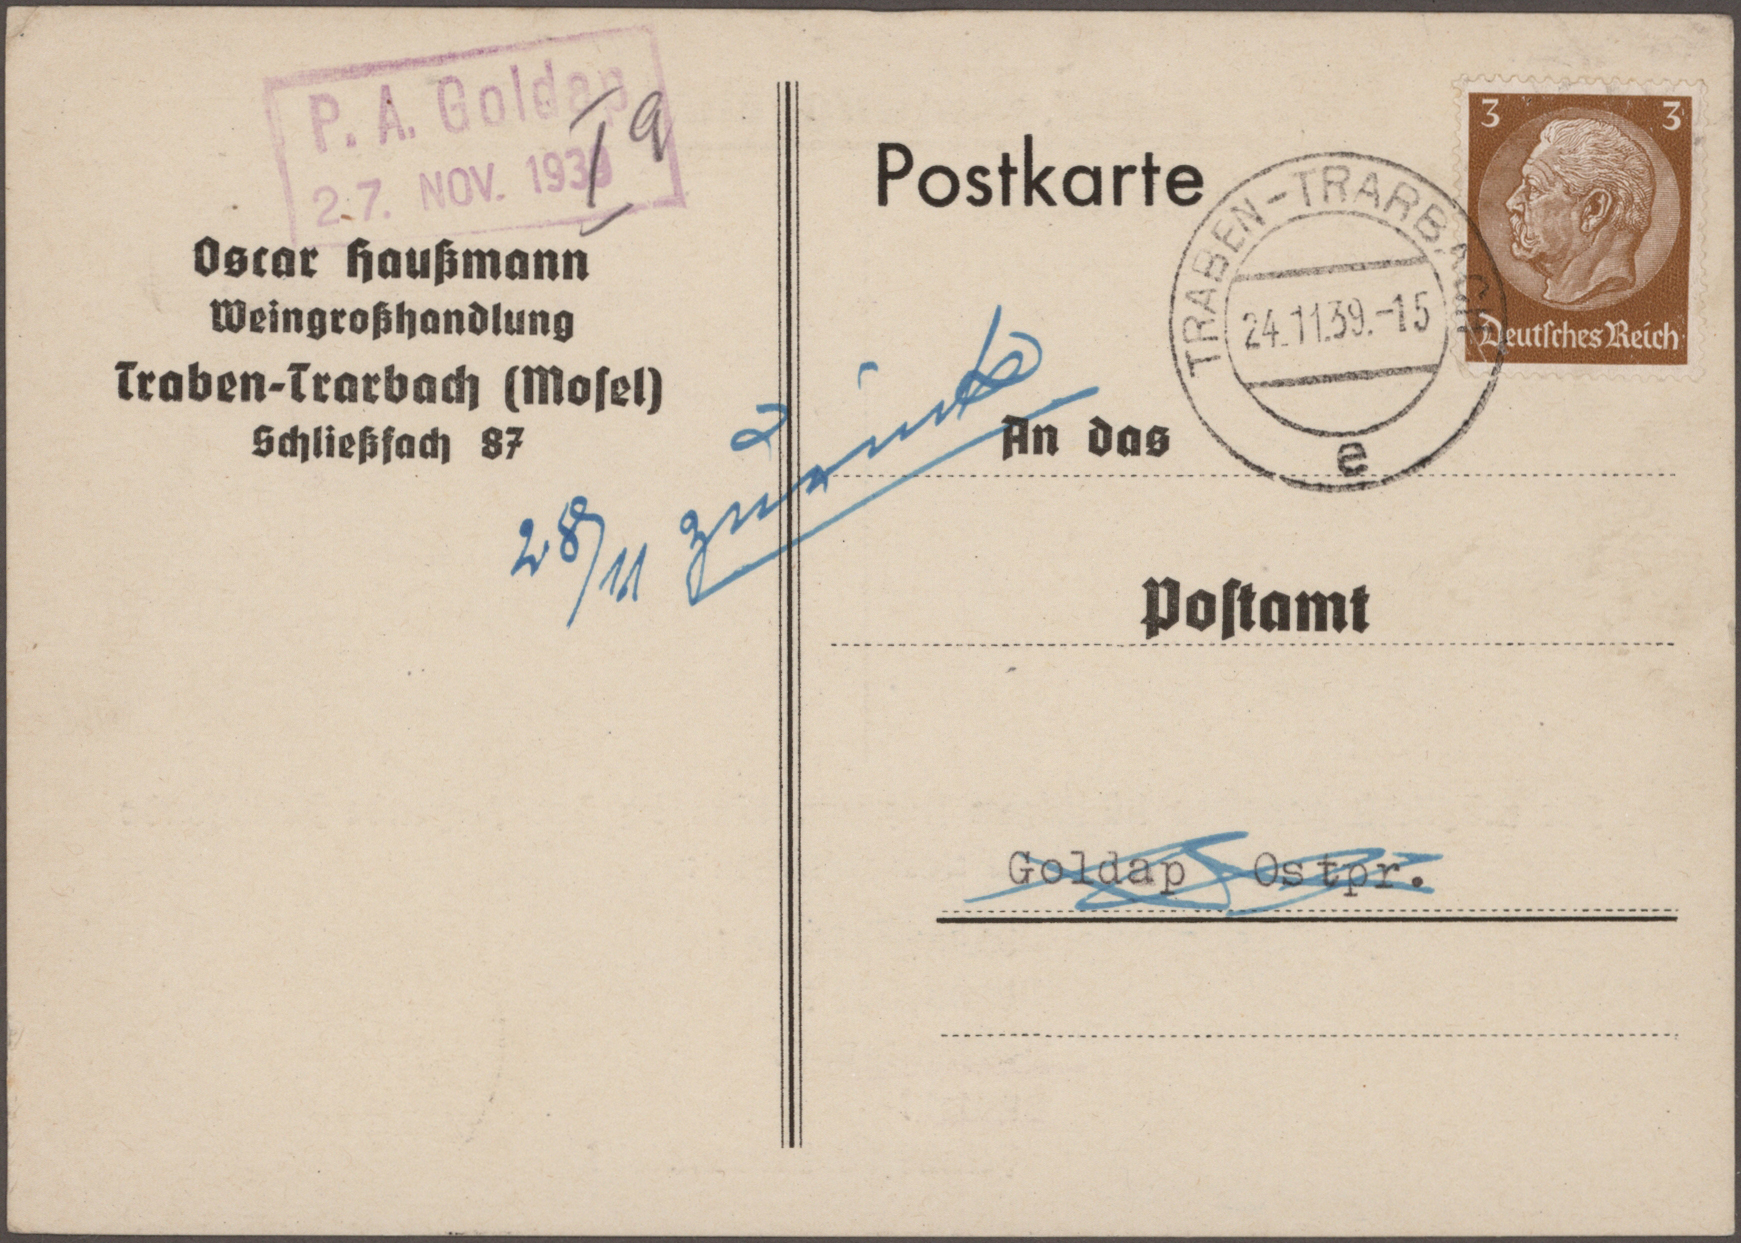 P. A. Goldap
27. NOV. 1939
Oscar Haußmann
Weingroßhandlung
Traben-Trarbach (Mosel)
Schließfach 87
28/11 zurück
Postkarte
TRABEN-TRARBACH
24.11.39.-15
e
3 3
Deutsches Reich
An das
Postamt
Goldap Ostpr.